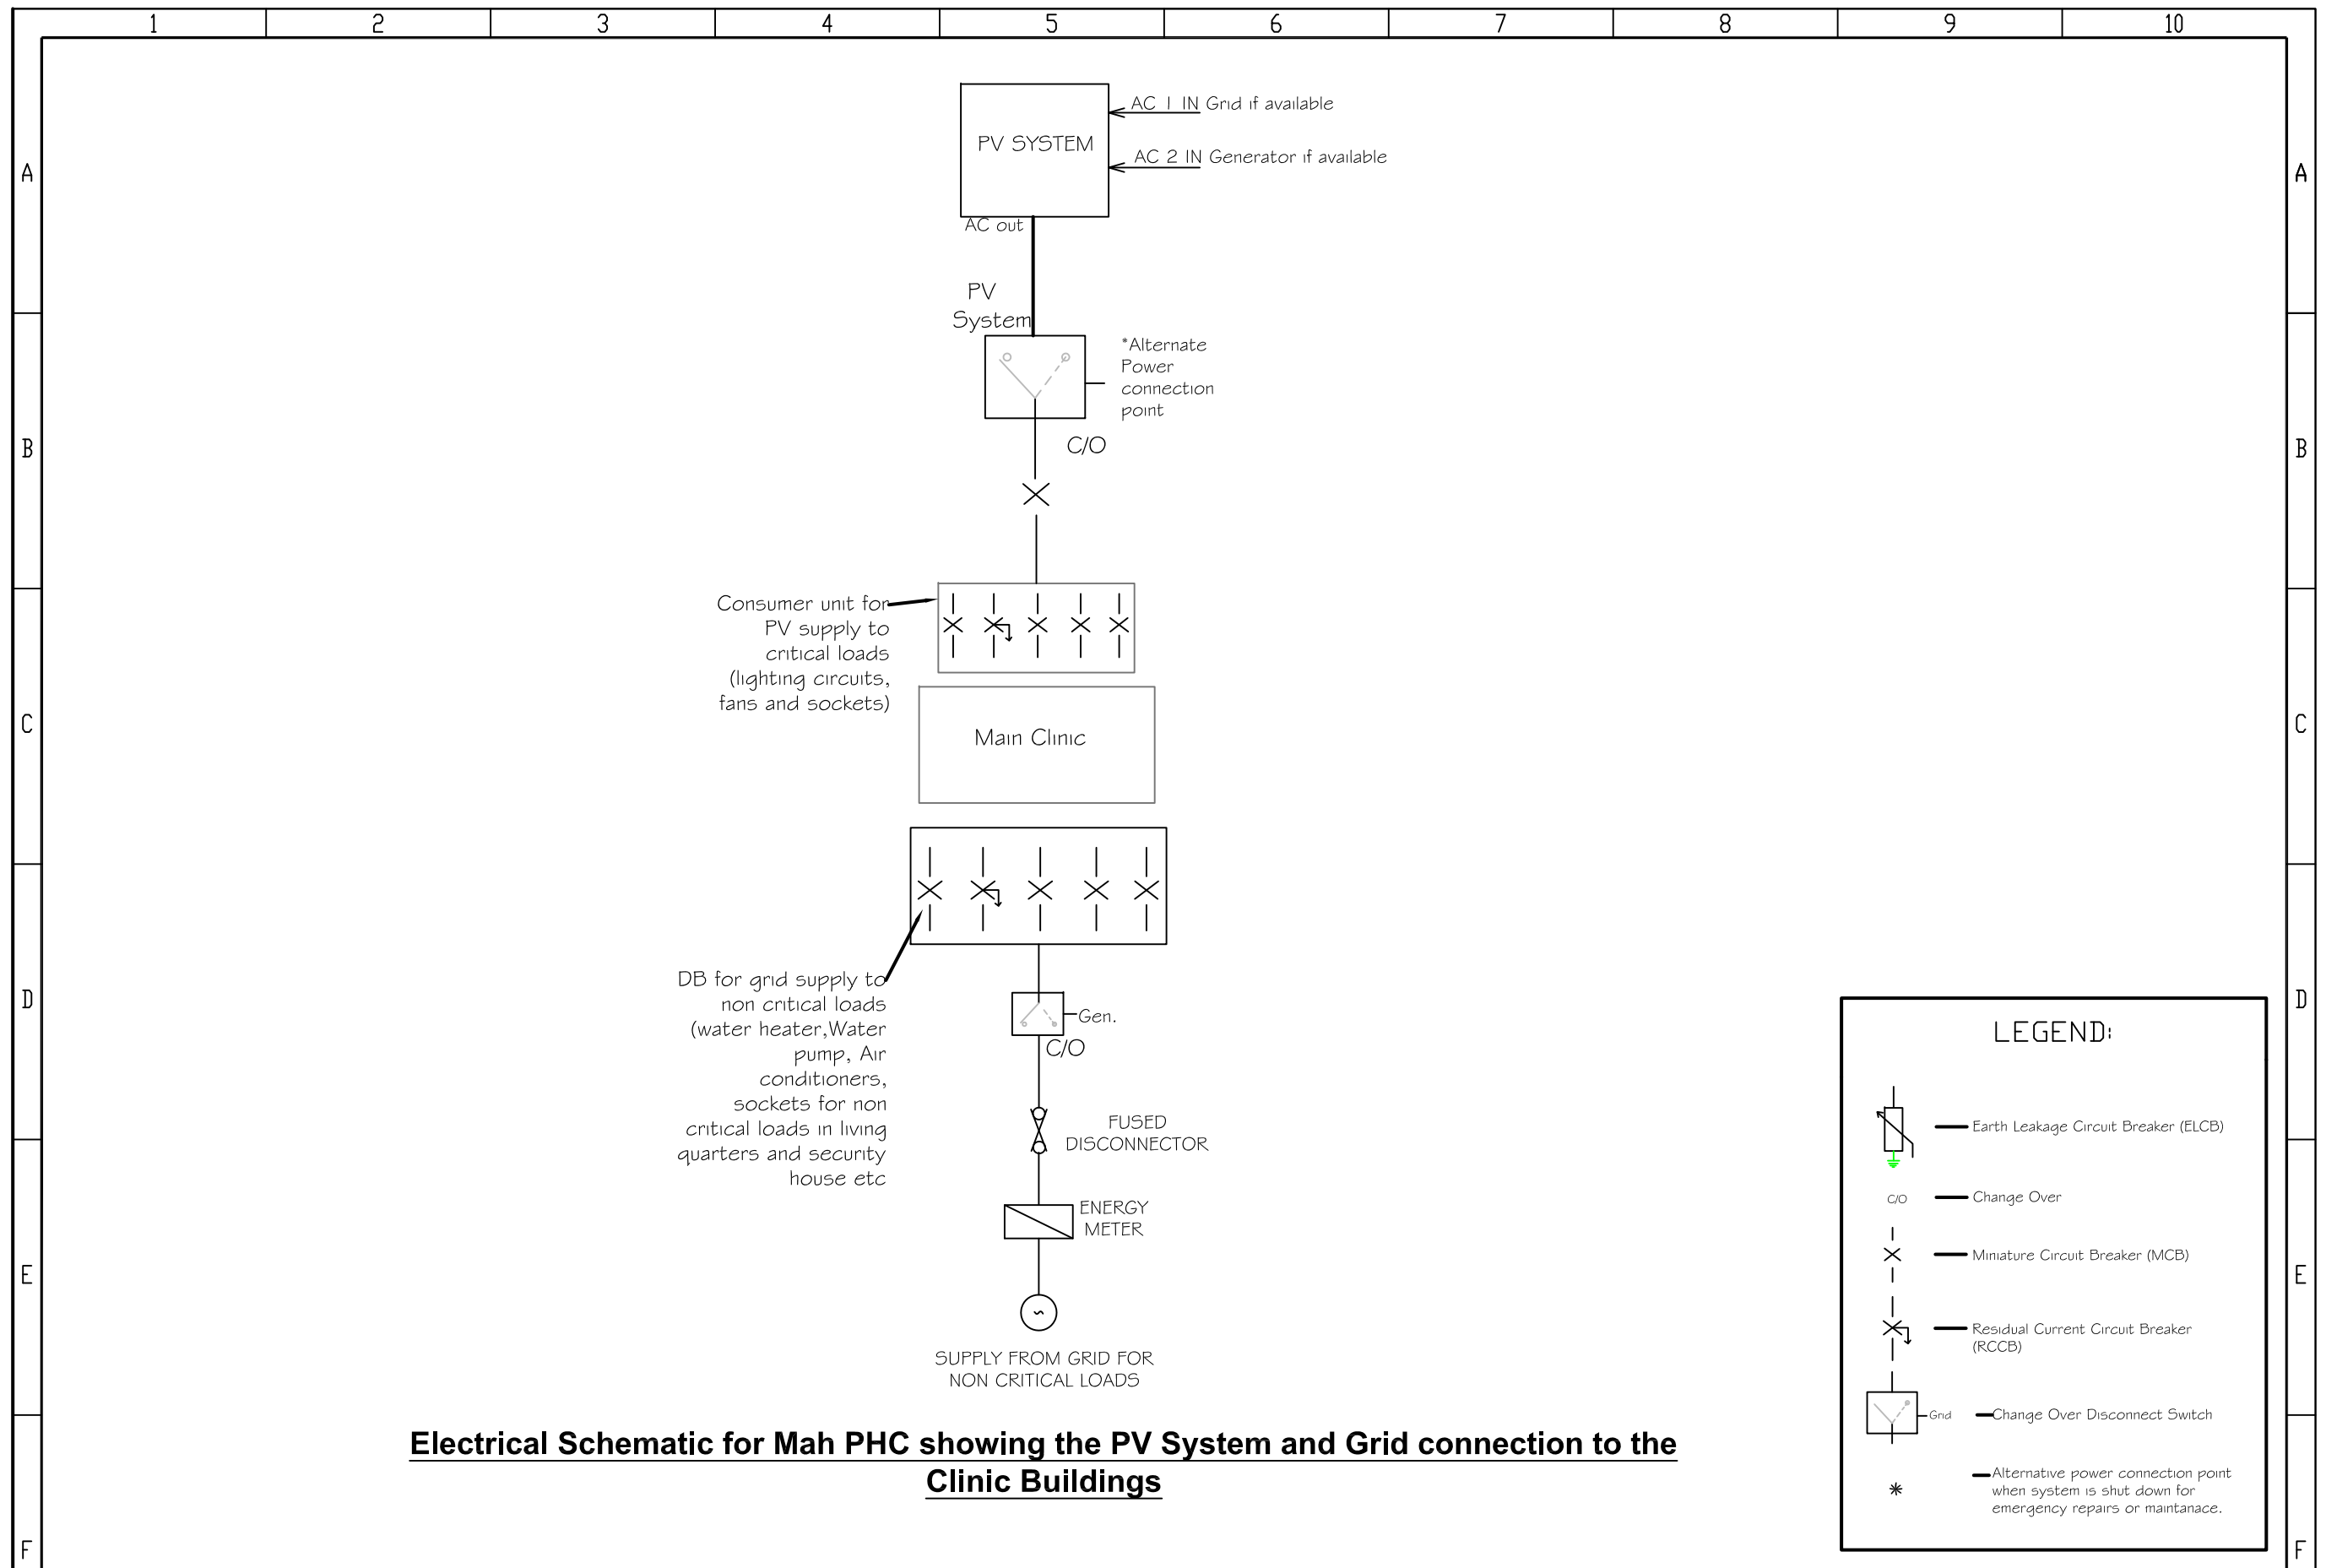 1 2 3 4 5 6 7 8 9 10
A A
AC 1 IN Grid if available
PV SYSTEM
AC 2 IN Generator if available
AC out
PV
System
*Alternate
Power
connection
point
B B
C/O
Consumer unit for
PV supply to
critical loads
(lighting circuits,
fans and sockets)
C C
Main Clinic
DB for grid supply to
non critical loads
(water heater,Water
pump, Air
conditioners,
sockets for non
critical loads in living
quarters and security
house etc
D D
Gen.
C/O
FUSED
DISCONNECTOR
ENERGY
METER
E E
~
SUPPLY FROM GRID FOR
NON CRITICAL LOADS
Electrical Schematic for Mah PHC showing the PV System and Grid connection to the
Clinic Buildings
LEGEND:
Earth Leakage Circuit Breaker (ELCB)
C/O Change Over
Miniature Circuit Breaker (MCB)
Residual Current Circuit Breaker
(RCCB)
Grid Change Over Disconnect Switch
* Alternative power connection point
when system is shut down for
emergency repairs or maintanace.
F F